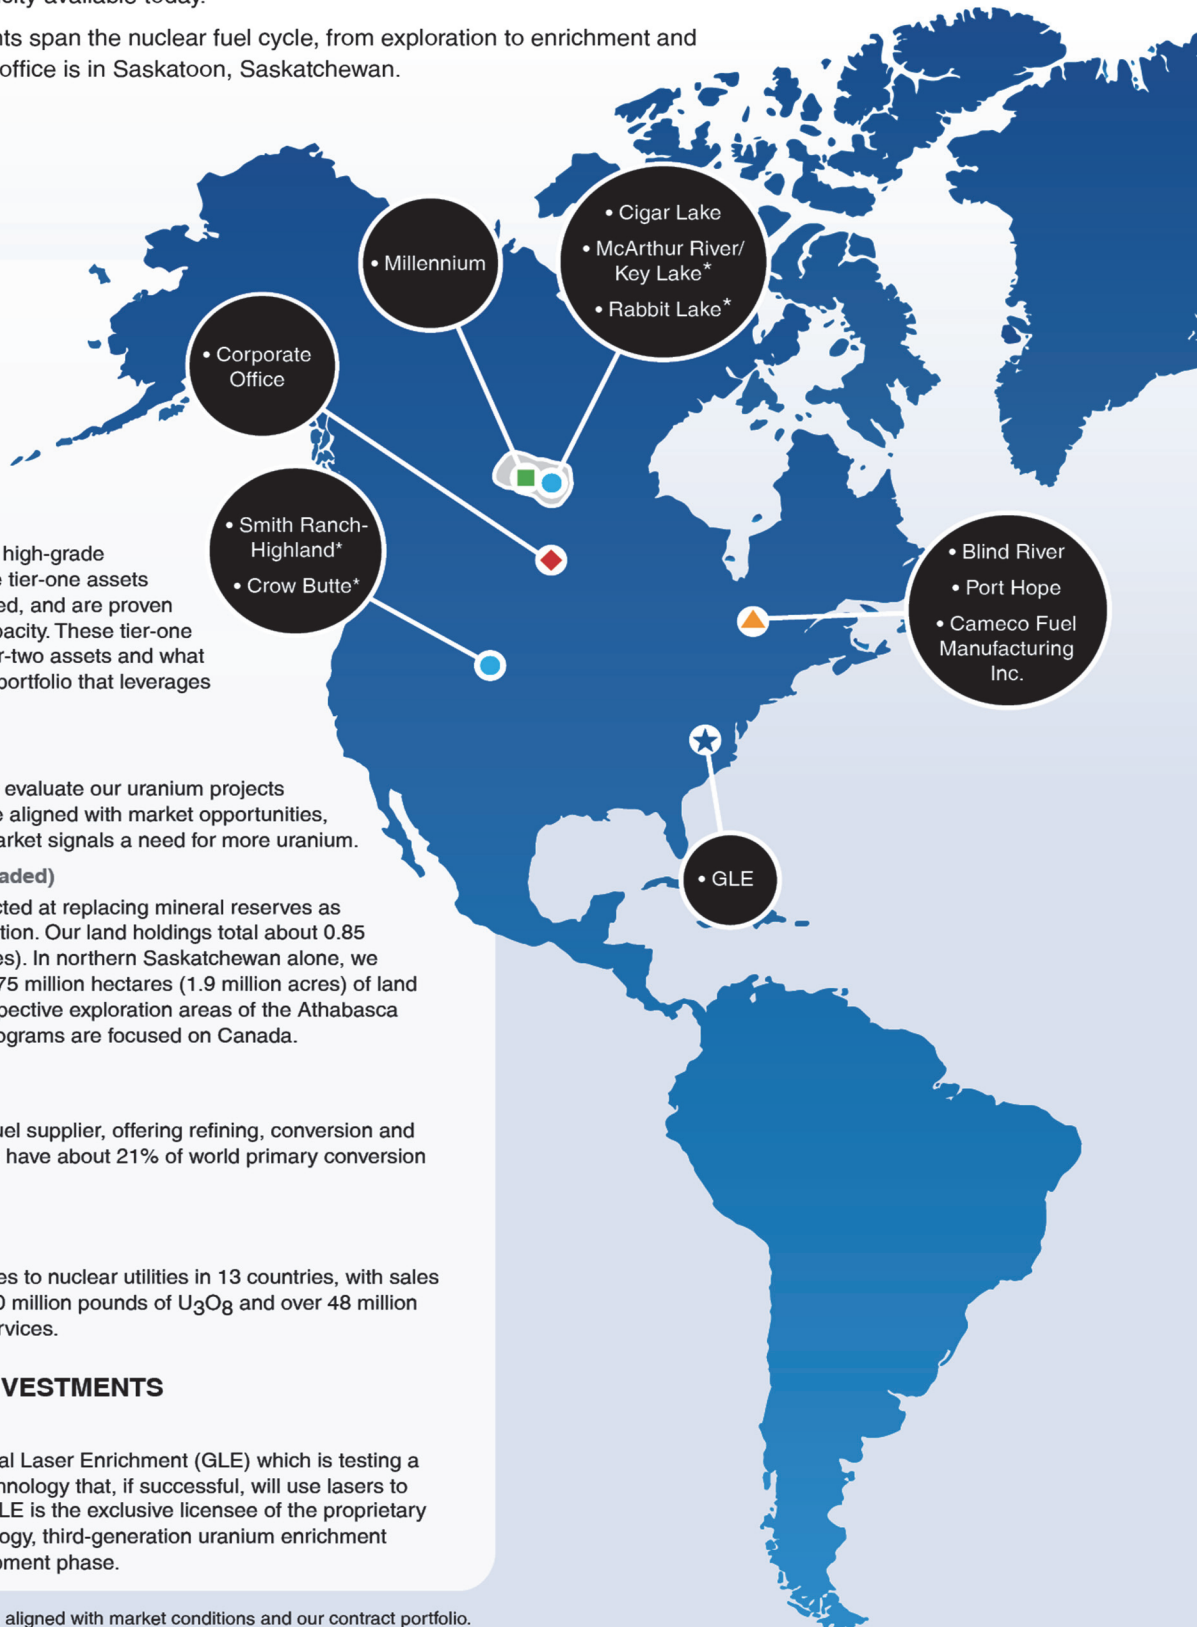 city available today.
nts span the nuclear fuel cycle, from exploration to enrichment and
office is in Saskatoon, Saskatchewan.
• Cigar Lake
• McArthur River/
Key Lake*
• Rabbit Lake*
• Millennium
• Corporate
Office
• Smith Ranch-
Highland*
• Crow Butte*
• Blind River
• Port Hope
• Cameco Fuel
Manufacturing
Inc.
• GLE
high-grade
e tier-one assets
ed, and are proven
pacity. These tier-one
r-two assets and what
portfolio that leverages
evaluate our uranium projects
e aligned with market opportunities,
arket signals a need for more uranium.
aded)
cted at replacing mineral reserves as
tion. Our land holdings total about 0.85
es). In northern Saskatchewan alone, we
75 million hectares (1.9 million acres) of land
pective exploration areas of the Athabasca
ograms are focused on Canada.
uel supplier, offering refining, conversion and
have about 21% of world primary conversion
es to nuclear utilities in 13 countries, with sales
0 million pounds of U3O8 and over 48 million
rvices.
VESTMENTS
al Laser Enrichment (GLE) which is testing a
hnology that, if successful, will use lasers to
LE is the exclusive licensee of the proprietary
ogy, third-generation uranium enrichment
pment phase.
aligned with market conditions and our contract portfolio.